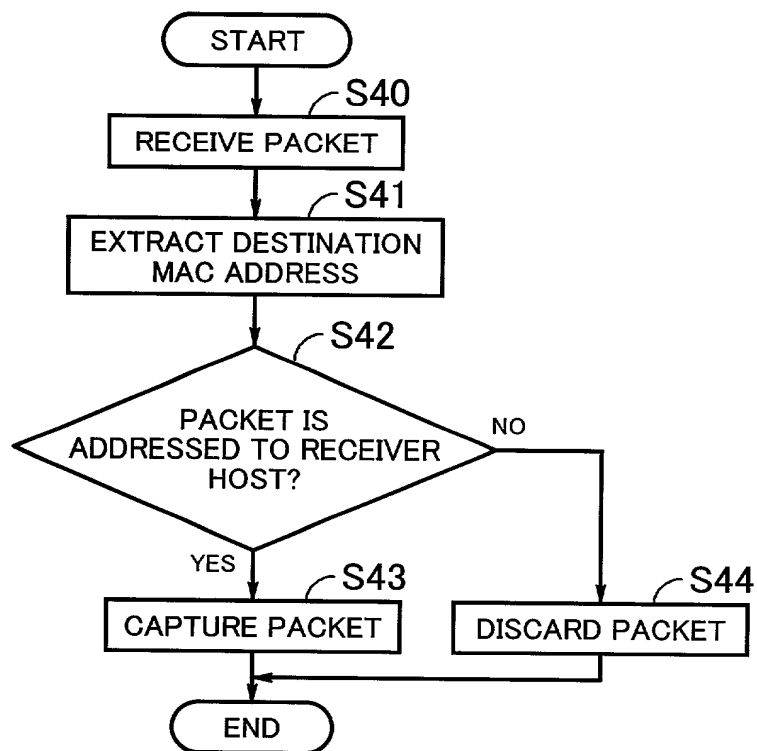 START
S40
RECEIVE PACKET
S41
EXTRACT DESTINATION
MAC ADDRESS
S42
PACKET IS
ADDRESSED TO RECEIVER
HOST?
NO
YES
S43
CAPTURE PACKET
S44
DISCARD PACKET
END